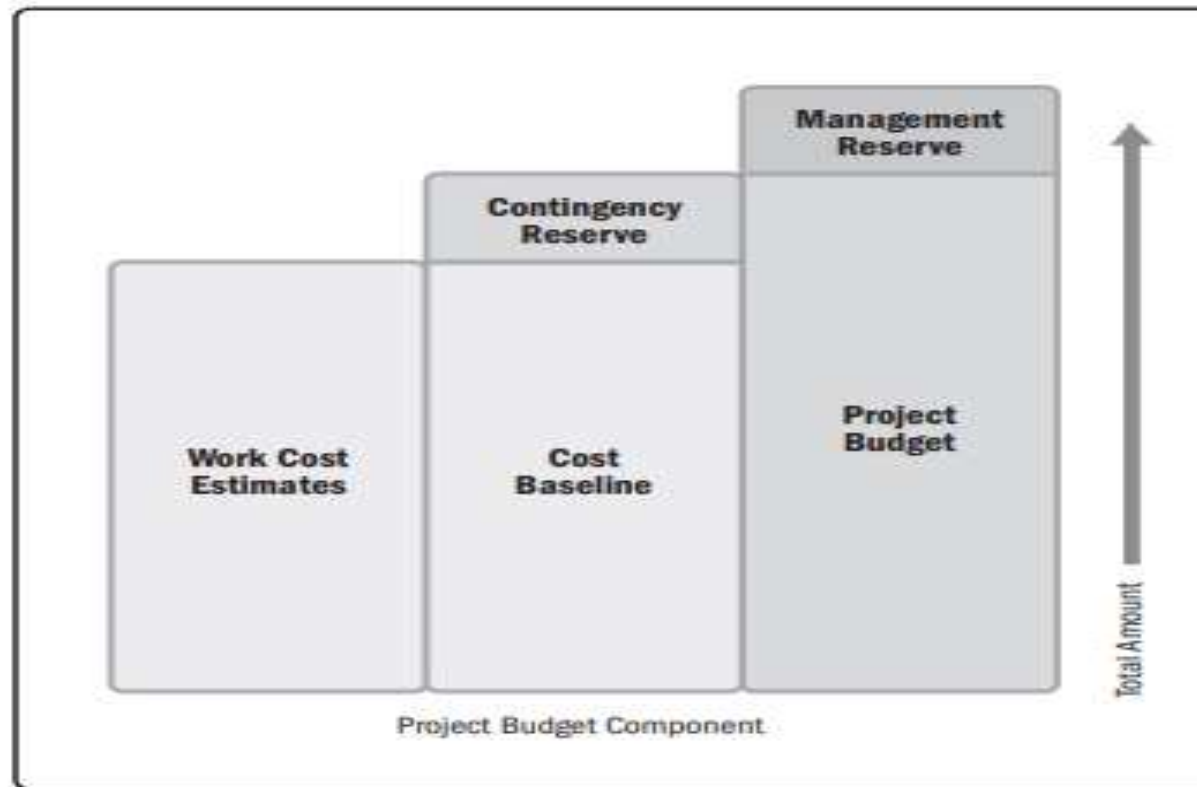 Management
Reserve
Contingency
Reserve
Work Cost
Estimates
Cost
Baseline
Project
Budget
Total Amount
Project Budget Component